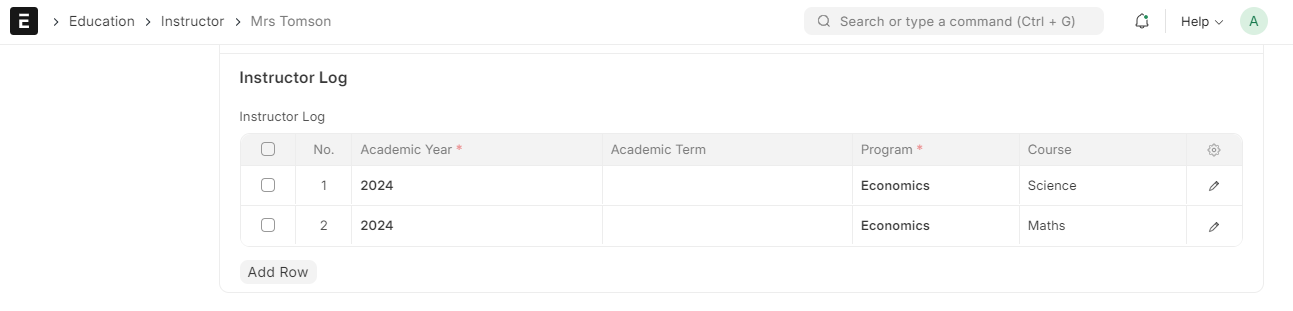 E > Education > Instructor > Mrs Tomson Search or type a command (Ctrl + G) Help A
Instructor Log
Instructor Log
No. Academic Year * Academic Term Program * Course
1 2024 Economics Science
2 2024 Economics Maths
Add Row